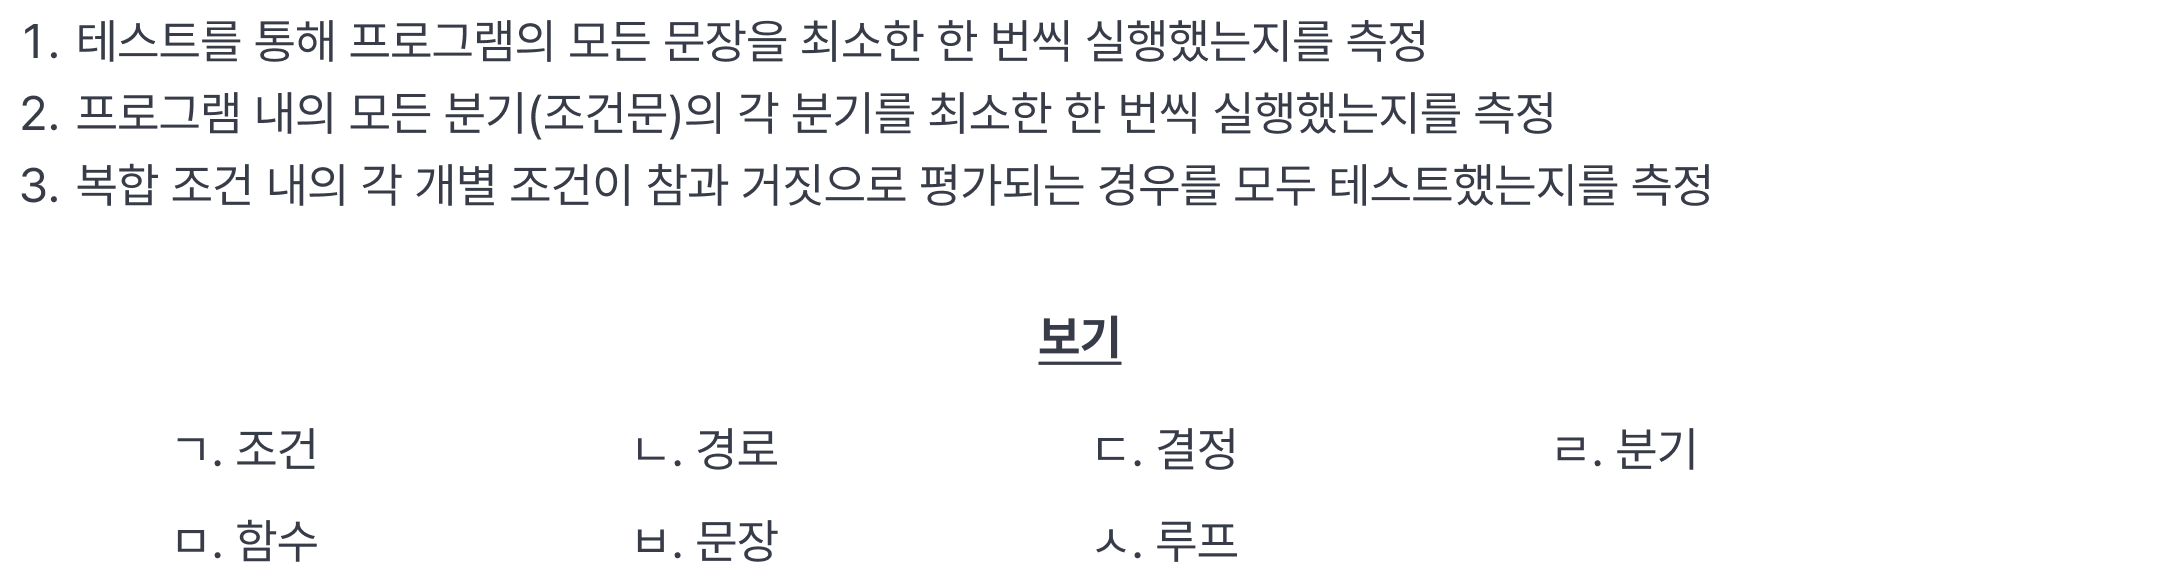 1. 테스트를 통해 프로그램의 모든 문장을 최소한 한 번씩 실행했는지를 측정
2. 프로그램 내의 모든 분기(조건문)의 각 분기를 최소한 한 번씩 실행했는지를 측정
3. 복합 조건 내의 각 개별 조건이 참과 거짓으로 평가되는 경우를 모두 테스트했는지를 측정
보기
ㄱ. 조건 ㄴ. 경로 ㄷ. 결정 ㄹ. 분기
ㅁ. 함수 ㅂ. 문장 ㅅ. 루프